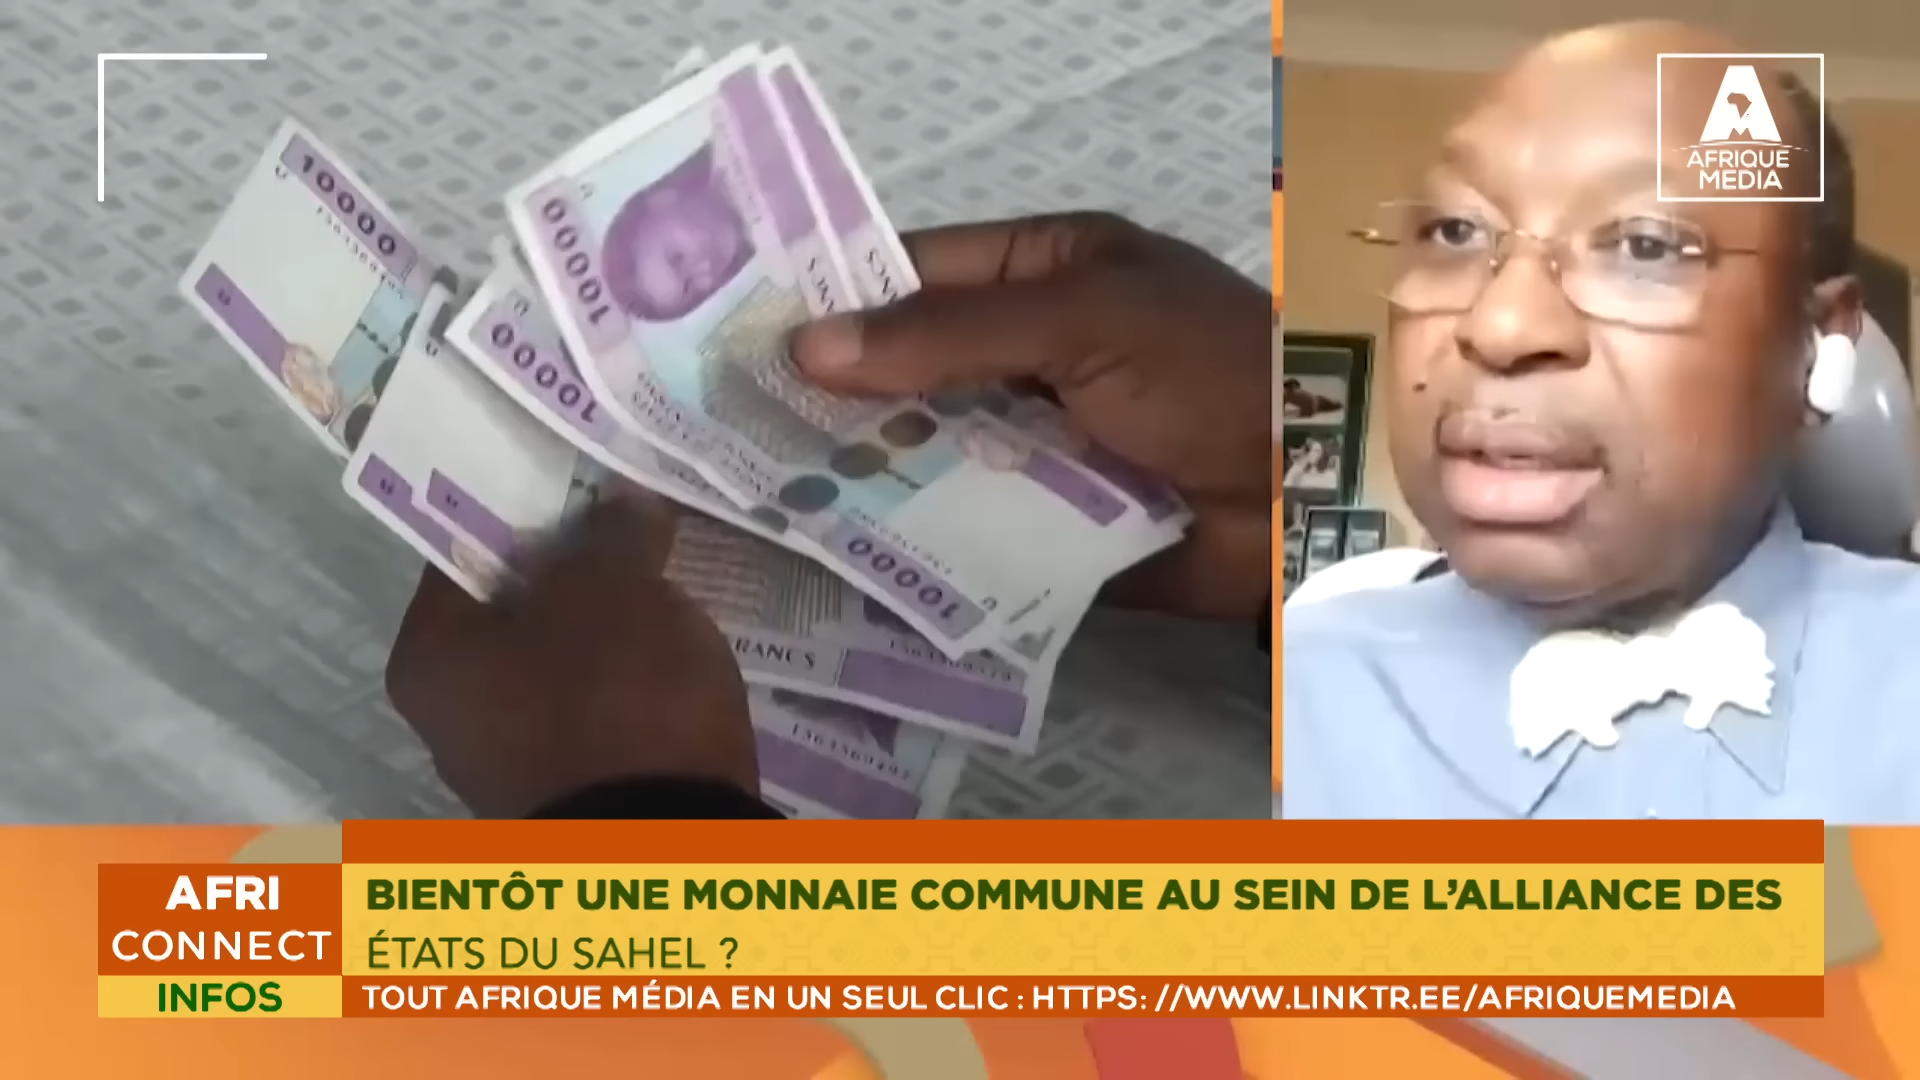 AFRIQUE
MEDIA
10000
10000
10000
10000
RANCS
AFRI
CONNECT
INFOS
BIENTÔT UNE MONNAIE COMMUNE AU SEIN DE L’ALLIANCE DES
ÉTATS DU SAHEL ?
TOUT AFRIQUE MÉDIA EN UN SEUL CLIC : HTTPS: //WWW.LINKTR.EE/AFRIQUEMEDIA